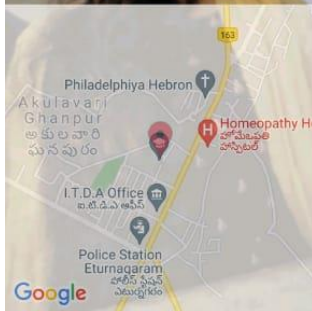 163
Philadelphiya Hebron
Akulavari
Ghanpur
అకులవారి
ఘనపురం
Homeopathy H
హోమియోపతి
హాస్పిటల్
I.T.D.A Office
ఐ.టి.డి.ఎ ఆఫీస్
Police Station
Eturnagaram
పోలీస్ స్టేషన్
ఏటుర్నగరం
Google